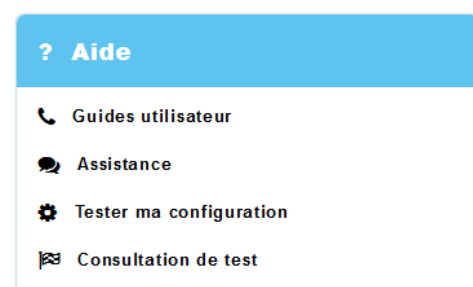 ? Aide
Guides utilisateur
Assistance
Tester ma configuration
Consultation de test